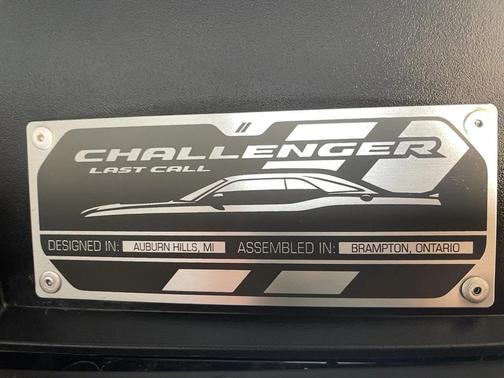 CHALLENGER
LAST CALL
DESIGNED IN: AUBURN HILLS, MI ASSEMBLED IN: BRAMPTON, ONTARIO